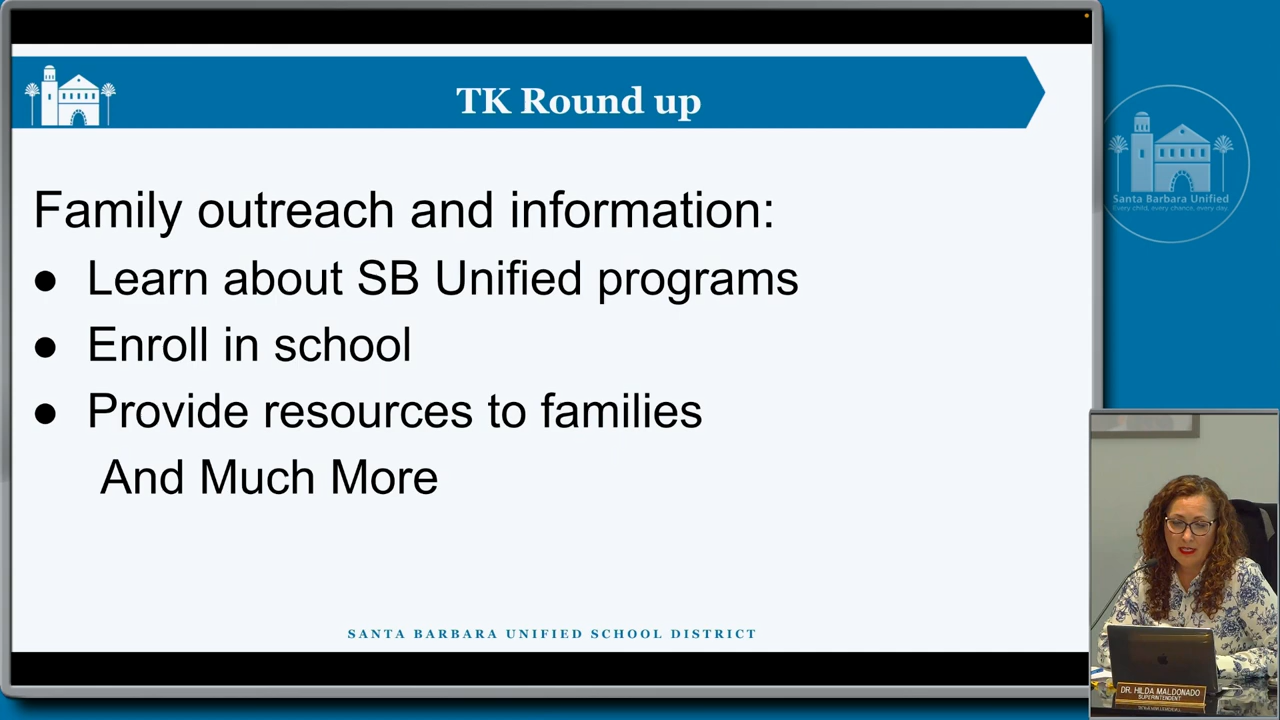 TK Round up
Family outreach and information:
● Learn about SB Unified programs
● Enroll in school
● Provide resources to families
And Much More
SANTA BARBARA UNIFIED SCHOOL DISTRICT
Santa Barbara Unified
Every child, every chance, every day.
DR. HILDA MALDONADO
SUPERINTENDENT